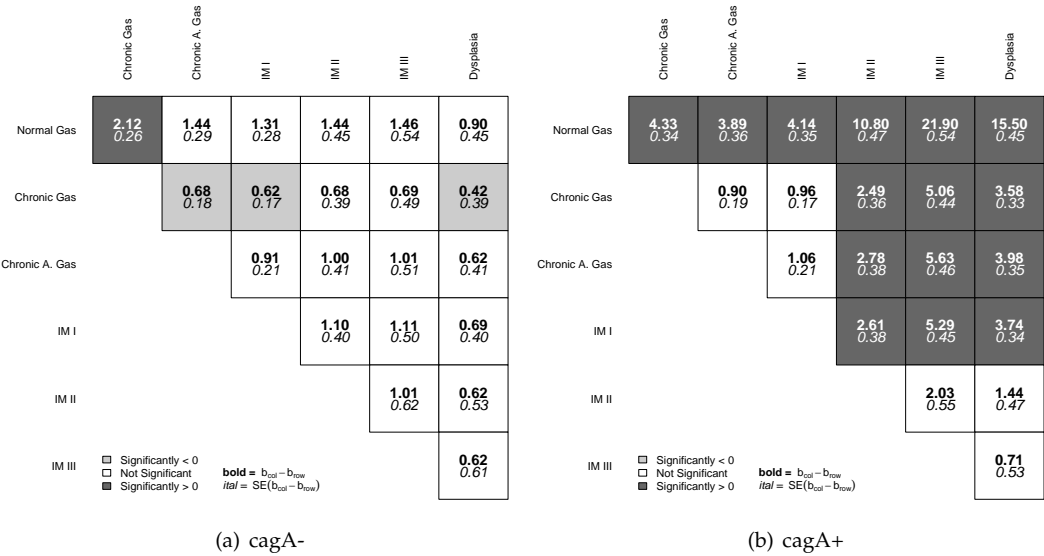 Chronic Gas
Chronic A. Gas
IM I
IM II
IM III
Dysplasia
Normal Gas
2.12 1.44 1.31 1.44 1.46 0.90
0.26 0.29 0.28 0.45 0.54 0.45
Chronic Gas
0.68 0.62 0.68 0.69 0.42
0.18 0.17 0.39 0.49 0.39
Chronic A. Gas
0.91 1.00 1.01 0.62
0.21 0.41 0.51 0.41
IM I
1.10 1.11 0.69
0.40 0.50 0.40
IM II
1.01 0.62
0.62 0.53
IM III
0.62
0.61
Significantly < 0
Not Significant
Significantly > 0
bold = bcol − brow
ital = SE(bcol − brow)
(a) cagA-
Chronic Gas
Chronic A. Gas
IM I
IM II
IM III
Dysplasia
Normal Gas
4.33 3.89 4.14 10.80 21.90 15.50
0.34 0.36 0.35 0.47 0.54 0.45
Chronic Gas
0.90 0.96 2.49 5.06 3.58
0.19 0.17 0.36 0.44 0.33
Chronic A. Gas
1.06 2.78 5.63 3.98
0.21 0.38 0.46 0.35
IM I
2.61 5.29 3.74
0.38 0.45 0.34
IM II
2.03 1.44
0.55 0.47
IM III
0.71
0.53
Significantly < 0
Not Significant
Significantly > 0
bold = bcol − brow
ital = SE(bcol − brow)
(b) cagA+